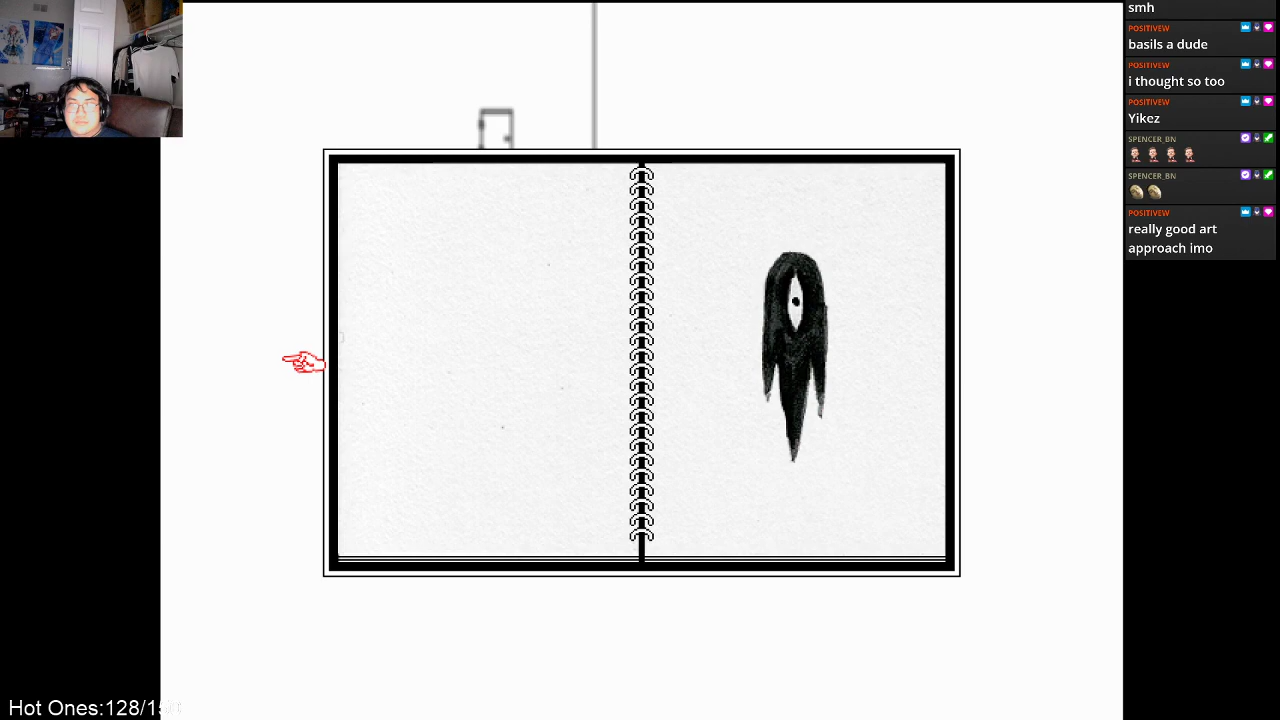 smh
POSITIVEW
basils a dude
POSITIVEW
i thought so too
POSITIVEW
Yikez
SPENCER_BN
SPENCER_BN
POSITIVEW
really good art
approach imo
Hot Ones:128/15